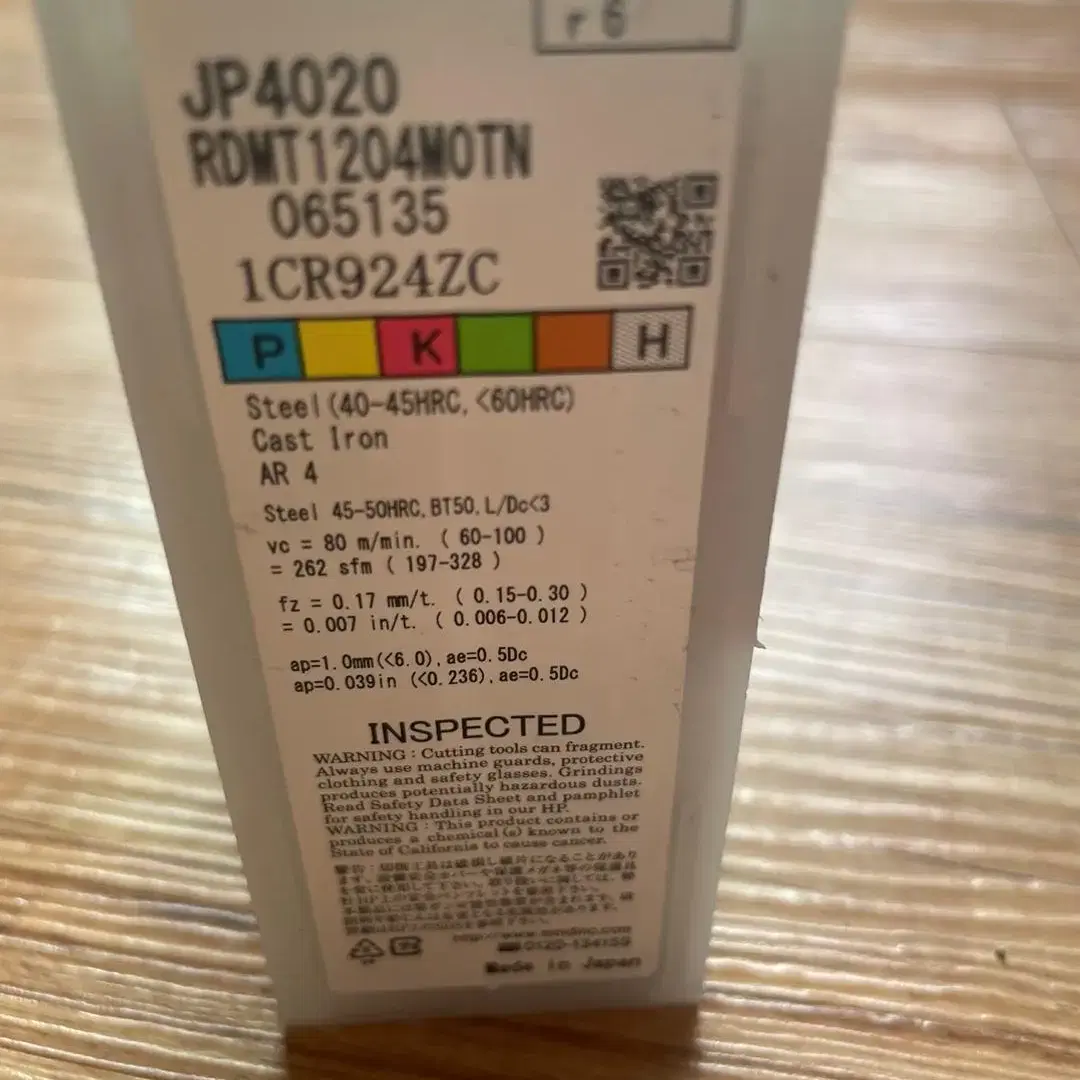 r 6
JP4020
RDMT1204M0TN
065135
1CR924ZC
P K H
Steel(40-45HRC,<60HRC)
Cast Iron
AR 4
Steel 45-50HRC,BT50,L/Dc<3
vc = 80 m/min. ( 60-100 )
= 262 sfm ( 197-328 )
fz = 0.17 mm/t. ( 0.15-0.30 )
= 0.007 in/t. ( 0.006-0.012 )
ap=1.0mm(<6.0),ae=0.5Dc
ap=0.039in (<0.236),ae=0.5Dc
INSPECTED
WARNING : Cutting tools can fragment.
Always use machine guards, protective
clothing and safety glasses. Grindings
produces potentially hazardous dusts.
Read Safety Data Sheet and pamphlet
for safety handling in our HP.
WARNING : This product contains or
produces a chemical(s) known to the
State of California to cause cancer.
Made in Japan